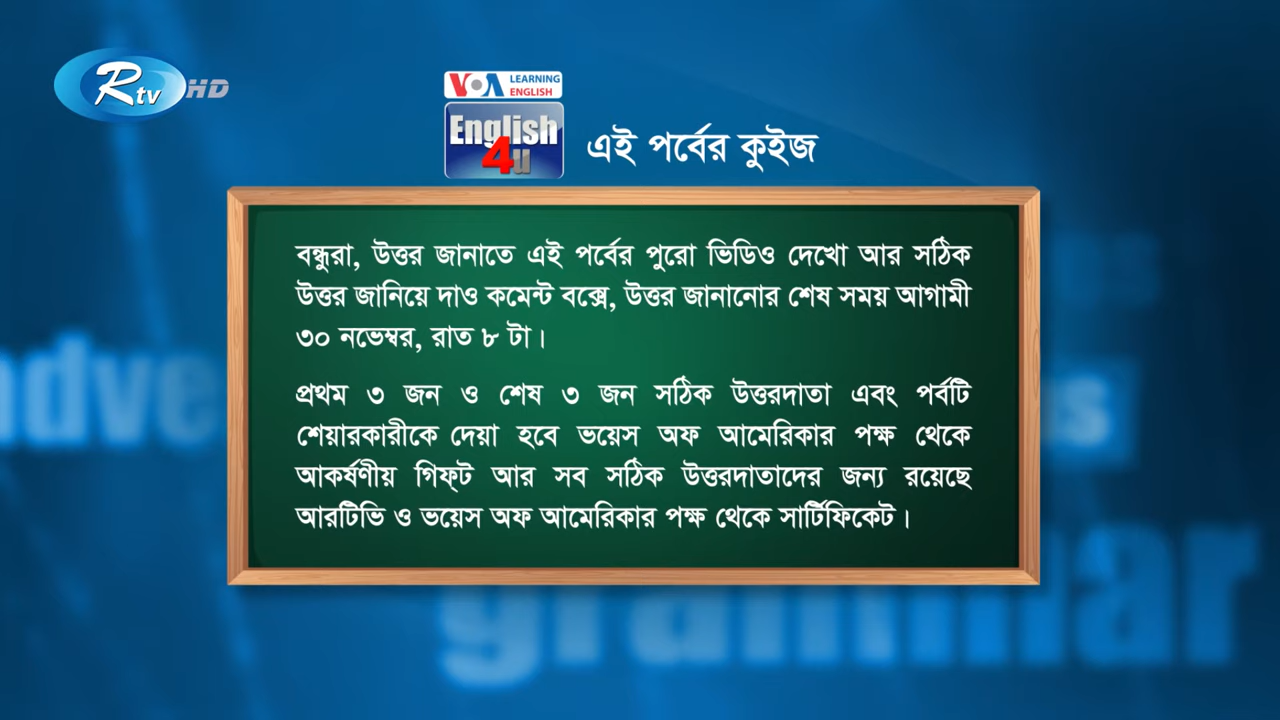 Rtv HD
VOA LEARNING ENGLISH
English 4u
এই পর্বের কুইজ
বন্ধুরা, উত্তর জানাতে এই পর্বের পুরো ভিডিও দেখো আর সঠিক
উত্তর জানিয়ে দাও কমেন্ট বক্সে, উত্তর জানানোর শেষ সময় আগামী
৩০ নভেম্বর, রাত ৮ টা।
প্রথম ৩ জন ও শেষ ৩ জন সঠিক উত্তরদাতা এবং পর্বটি
শেয়ারকারীকে দেয়া হবে ভয়েস অফ আমেরিকার পক্ষ থেকে
আকর্ষণীয় গিফ্‌ট আর সব সঠিক উত্তরদাতাদের জন্য রয়েছে
আরটিভি ও ভয়েস অফ আমেরিকার পক্ষ থেকে সার্টিফিকেট।
adve
grammar